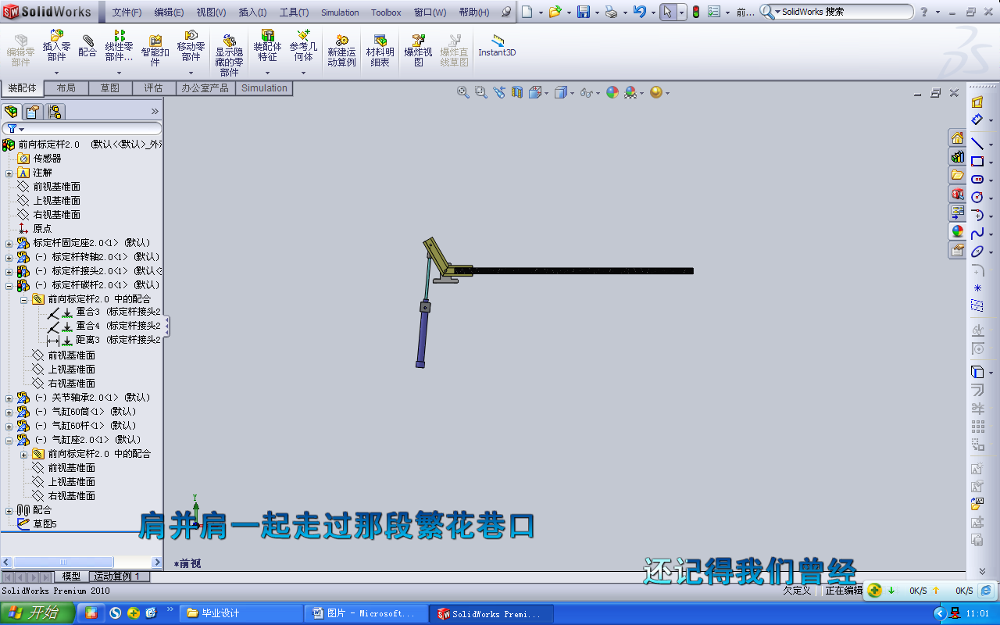 SolidWorks 文件(F) 编辑(E) 视图(V) 插入(I) 工具(T) Simulation Toolbox 窗口(W) 帮助(H) 前... SolidWorks 搜索
编辑零部件 插入零部件 配合 线性零部件... 智能扣件 移动零部件 显示隐藏的零部件 装配体特征 参考几何体 新建运动算例 材料明细表 爆炸视图 爆炸直线草图 Instant3D
装配体 布局 草图 评估 办公室产品 Simulation
前向标定杆2.0 (默认<<默认>_外
传感器
注解
前视基准面
上视基准面
右视基准面
原点
标定杆固定座2.0<1> (默认)
(-) 标定杆转轴2.0<1> (默认)
(-) 标定杆接头2.0<1> (默认<
(-) 标定杆碳杆2.0<1> (默认)
前向标定杆2.0 中的配合
重合3 (标定杆接头2
重合4 (标定杆接头2
距离3 (标定杆接头2
前视基准面
上视基准面
右视基准面
(-) 关节轴承2.0<1> (默认)
(-) 气缸60筒<1> (默认)
(-) 气缸60杆<1> (默认)
(-) 气缸座2.0<1> (默认)
前向标定杆2.0 中的配合
前视基准面
上视基准面
右视基准面
配合
草图5
Y
肩并肩一起走过那段繁花巷口
*前视
还记得我们曾经
模型 运动算例 1
SolidWorks Premium 2010 欠定义 正在编辑 0K/S 0K/S
开始 毕业设计 图片 - Microsoft... SolidWorks Premi... 11:01